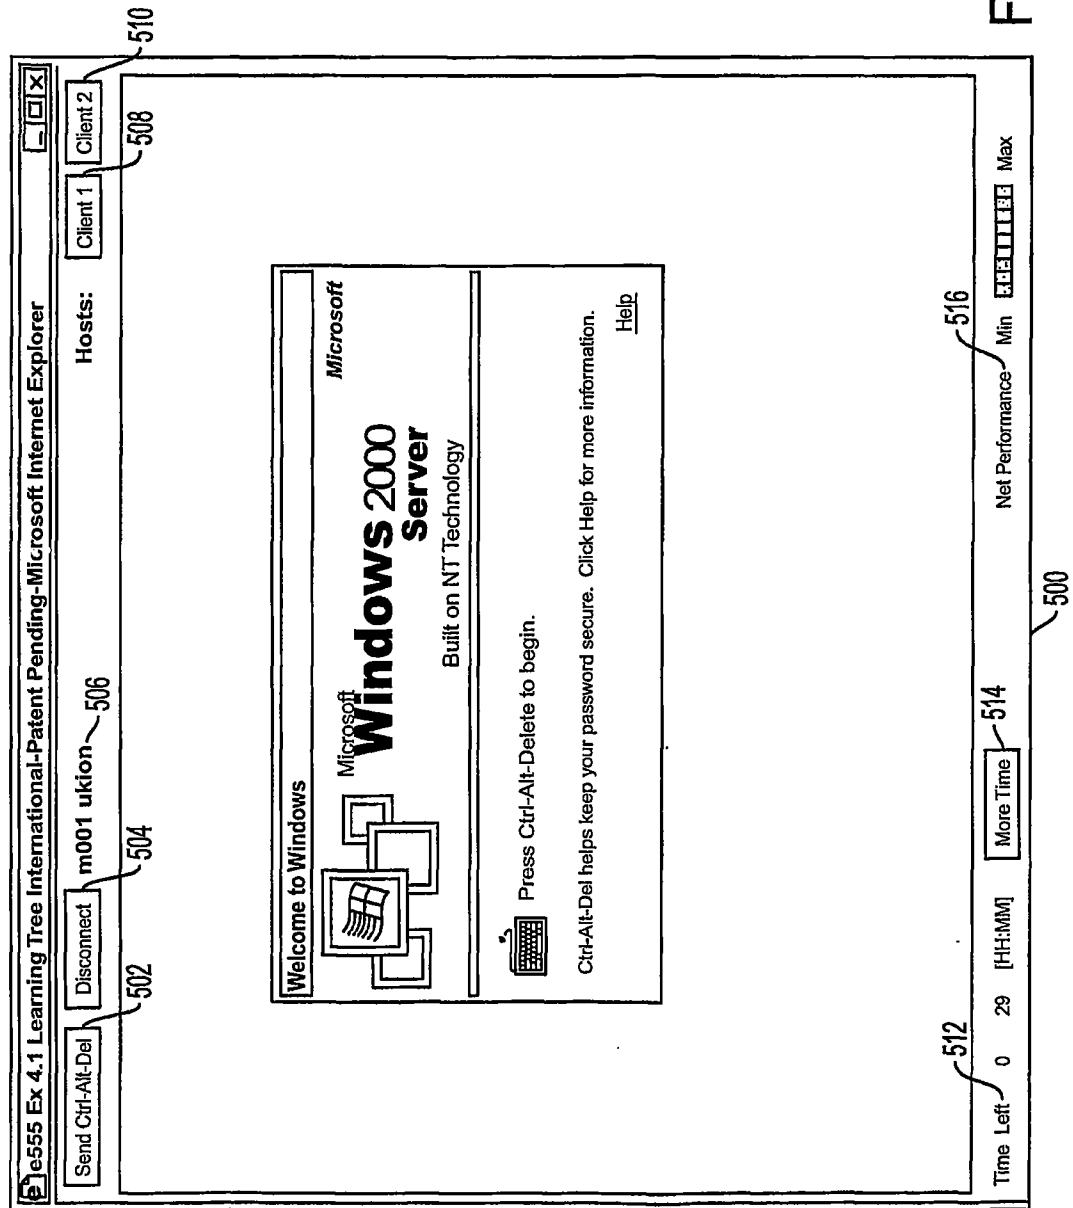 e555 Ex 4.1 Learning Tree International-Patent Pending-Microsoft Internet Explorer
Send Ctrl-Alt-Del
Disconnect
m001 ukion
Hosts:
Client 1
Client 2
502
504
506
508
510
Welcome to Windows
Microsoft
Windows 2000
Server
Built on NT Technology
Microsoft
Press Ctrl-Alt-Delete to begin.
Ctrl-Alt-Del helps keep your password secure. Click Help for more information.
Help
512
514
516
Time Left 0 29 [HH:MM]
More Time
Net Performance Min Max
500
F